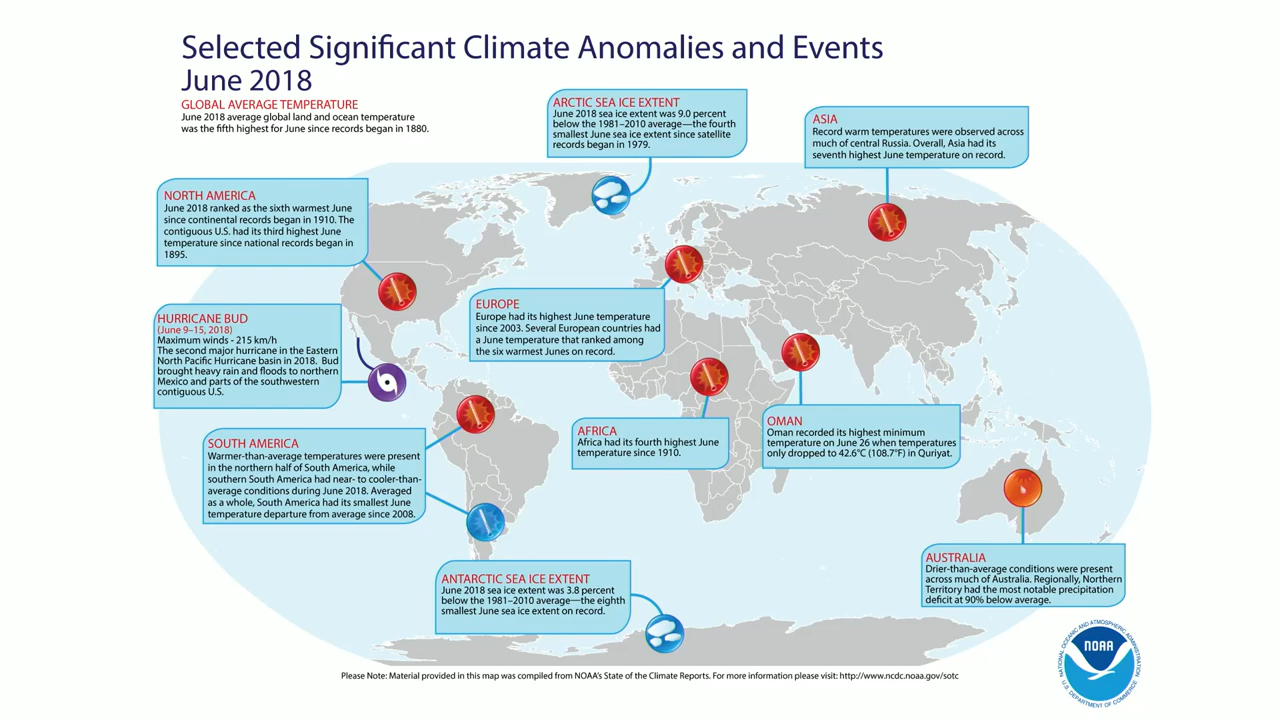 Selected Significant Climate Anomalies and Events
June 2018
GLOBAL AVERAGE TEMPERATURE
June 2018 average global land and ocean temperature
was the fifth highest for June since records began in 1880.
ARCTIC SEA ICE EXTENT
June 2018 sea ice extent was 9.0 percent
below the 1981–2010 average—the fourth
smallest June sea ice extent since satellite
records began in 1979.
ASIA
Record warm temperatures were observed across
much of central Russia. Overall, Asia had its
seventh highest June temperature on record.
NORTH AMERICA
June 2018 ranked as the sixth warmest June
since continental records began in 1910. The
contiguous U.S. had its third highest June
temperature since national records began in
1895.
EUROPE
Europe had its highest June temperature
since 2003. Several European countries had
a June temperature that ranked among
the six warmest Junes on record.
HURRICANE BUD
(June 9–15, 2018)
Maximum winds - 215 km/h
The second major hurricane in the Eastern
North Pacific Hurricane basin in 2018. Bud
brought heavy rain and floods to northern
Mexico and parts of the southwestern
contiguous U.S.
AFRICA
Africa had its fourth highest June
temperature since 1910.
OMAN
Oman recorded its highest minimum
temperature on June 26 when temperatures
only dropped to 42.6°C (108.7°F) in Quriyat.
SOUTH AMERICA
Warmer-than-average temperatures were present
in the northern half of South America, while
southern South America had near- to cooler-than-
average conditions during June 2018. Averaged
as a whole, South America had its smallest June
temperature departure from average since 2008.
AUSTRALIA
Drier-than-average conditions were present
across much of Australia. Regionally, Northern
Territory had the most notable precipitation
deficit at 90% below average.
ANTARCTIC SEA ICE EXTENT
June 2018 sea ice extent was 3.8 percent
below the 1981–2010 average—the eighth
smallest June sea ice extent on record.
NATIONAL OCEANIC AND ATMOSPHERIC ADMINISTRATION
NOAA
U.S. DEPARTMENT OF COMMERCE
Please Note: Material provided in this map was compiled from NOAA's State of the Climate Reports. For more information please visit: http://www.ncdc.noaa.gov/sotc